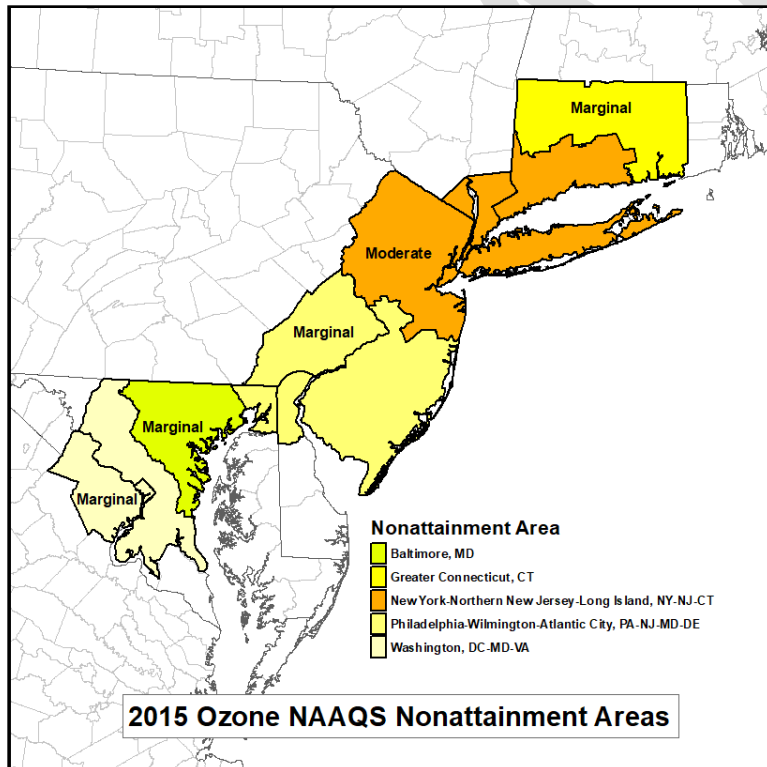 Marginal
Moderate
Marginal
Marginal
Marginal
Nonattainment Area
Baltimore, MD
Greater Connecticut, CT
New York-Northern New Jersey-Long Island, NY-NJ-CT
Philadelphia-Wilmington-Atlantic City, PA-NJ-MD-DE
Washington, DC-MD-VA
2015 Ozone NAAQS Nonattainment Areas